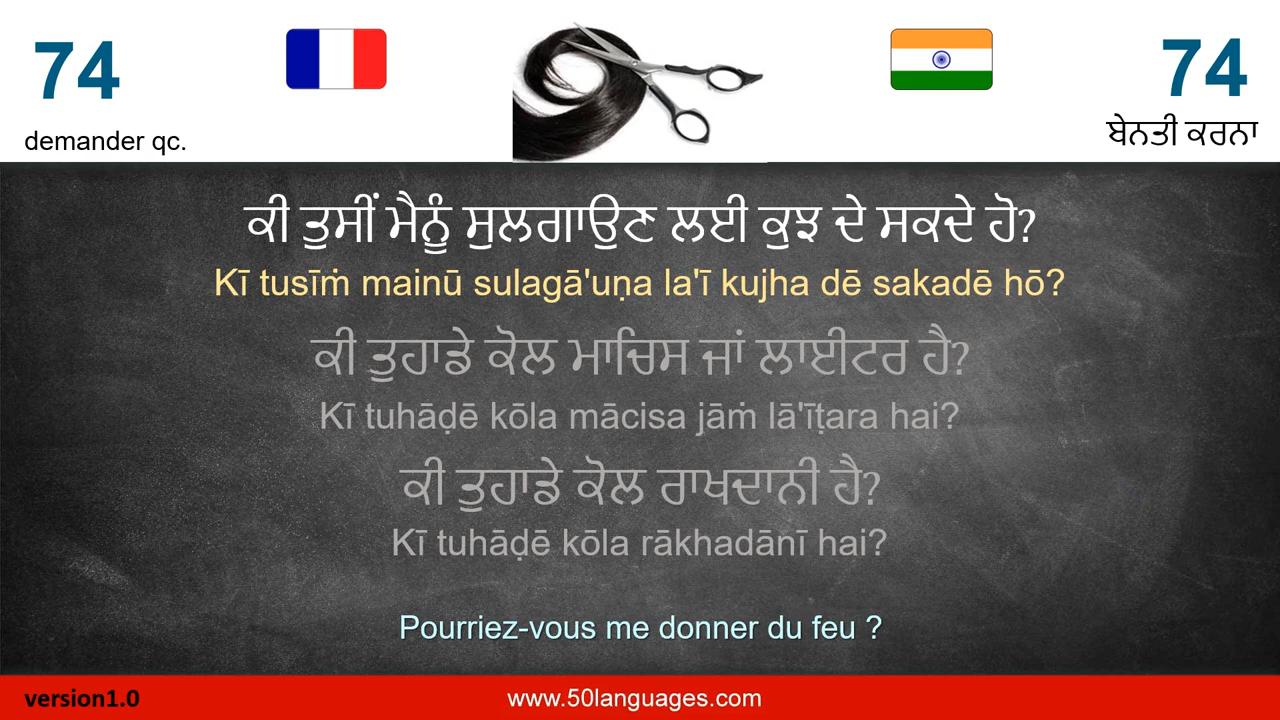 74
74
demander qc.
ਬੇਨਤੀ ਕਰਨਾ
ਕੀ ਤੁਸੀਂ ਮੈਨੂੰ ਸੁਲਗਾਉਣ ਲਈ ਕੁਝ ਦੇ ਸਕਦੇ ਹੋ?
Kī tusīṁ mainū sulagā'uṇa la'ī kujha dē sakadē hō?
ਕੀ ਤੁਹਾਡੇ ਕੋਲ ਮਾਚਿਸ ਜਾਂ ਲਾਈਟਰ ਹੈ?
Kī tuhāḍē kōla mācisa jāṁ lā'īṭara hai?
ਕੀ ਤੁਹਾਡੇ ਕੋਲ ਰਾਖਦਾਨੀ ਹੈ?
Kī tuhāḍē kōla rākhadānī hai?
Pourriez-vous me donner du feu ?
version1.0
www.50languages.com